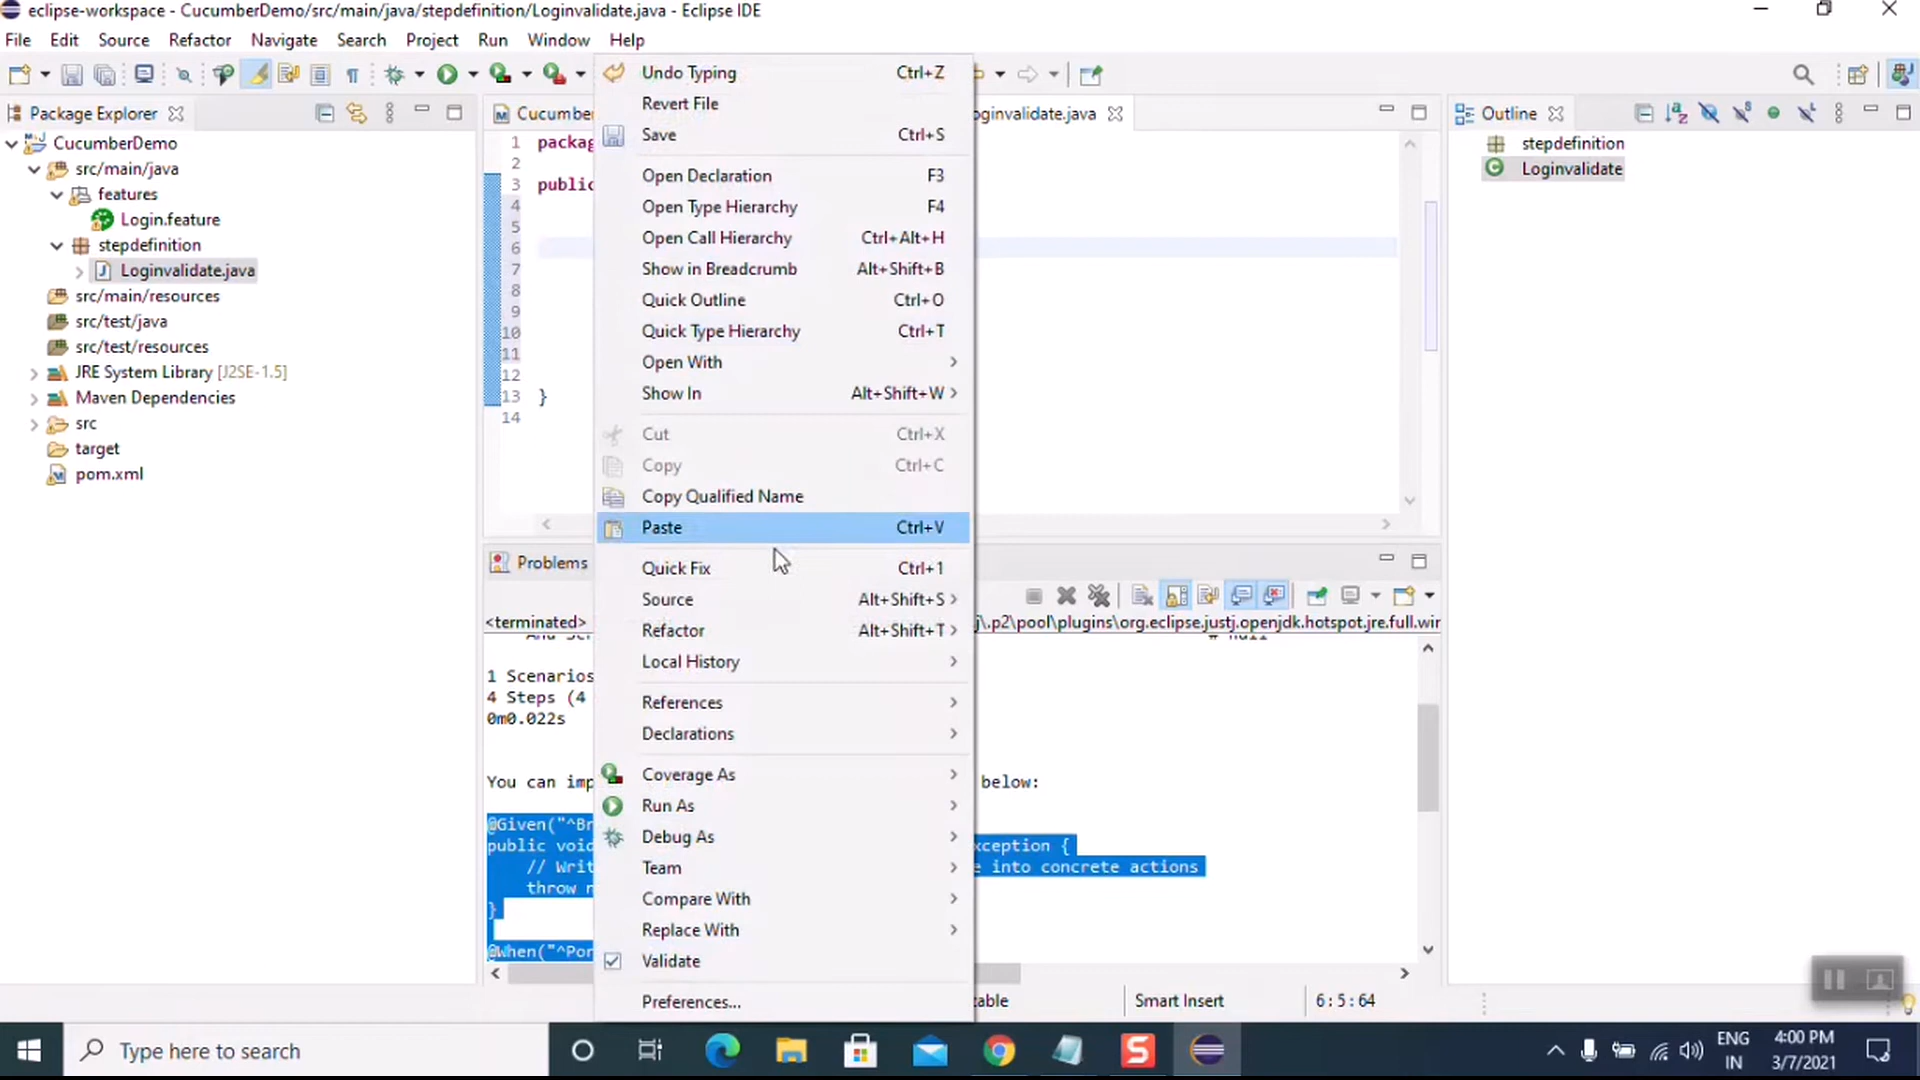 eclipse-workspace - CucumberDemo/src/main/java/stepdefinition/Loginvalidate.java - Eclipse IDE
File Edit Source Refactor Navigate Search Project Run Window Help
Package Explorer
CucumberDemo
src/main/java
features
Login.feature
stepdefinition
Loginvalidate.java
src/main/resources
src/test/java
src/test/resources
JRE System Library [J2SE-1.5]
Maven Dependencies
src
target
pom.xml
Cucumbe
oginvalidate.java
1 packag
2
3 public
4
5
6
7
8
9
10
11
12
13 }
14
Undo Typing Ctrl+Z
Revert File
Save Ctrl+S
Open Declaration F3
Open Type Hierarchy F4
Open Call Hierarchy Ctrl+Alt+H
Show in Breadcrumb Alt+Shift+B
Quick Outline Ctrl+O
Quick Type Hierarchy Ctrl+T
Open With
Show In Alt+Shift+W
Cut Ctrl+X
Copy Ctrl+C
Copy Qualified Name
Paste Ctrl+V
Quick Fix Ctrl+1
Source Alt+Shift+S
Refactor Alt+Shift+T
Local History
References
Declarations
Coverage As
Run As
Debug As
Team
Compare With
Replace With
Validate
Preferences...
Outline
stepdefinition
Loginvalidate
Problems
<terminated> j\.p2\pool\plugins\org.eclipse.justj.openjdk.hotspot.jre.full.wir
# null
1 Scenarios
4 Steps (4
0m0.022s
You can imp below:
@Given("^Br
public void xception {
// Writ e into concrete actions
throw n
}
@When("^Por
Smart Insert 6:5:64
Type here to search
ENG
IN
4:00 PM
3/7/2021